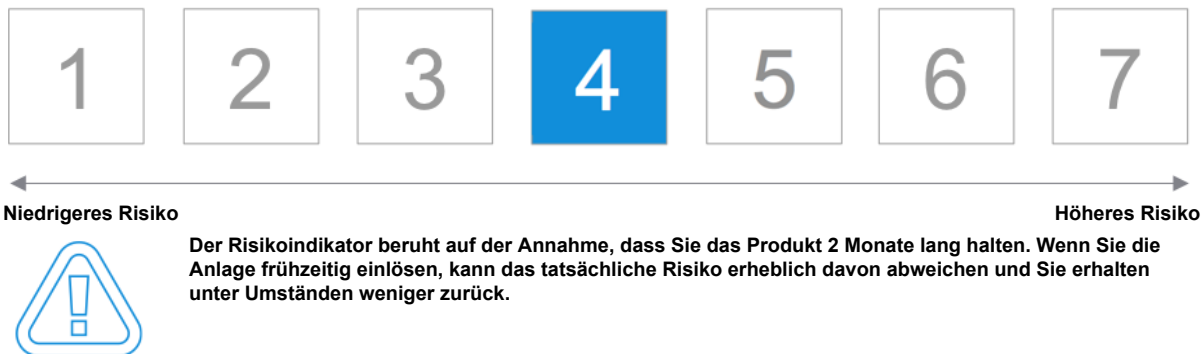 1 2 3 4 5 6 7
Niedrigeres Risiko Höheres Risiko
Der Risikoindikator beruht auf der Annahme, dass Sie das Produkt 2 Monate lang halten. Wenn Sie die
Anlage frühzeitig einlösen, kann das tatsächliche Risiko erheblich davon abweichen und Sie erhalten
unter Umständen weniger zurück.